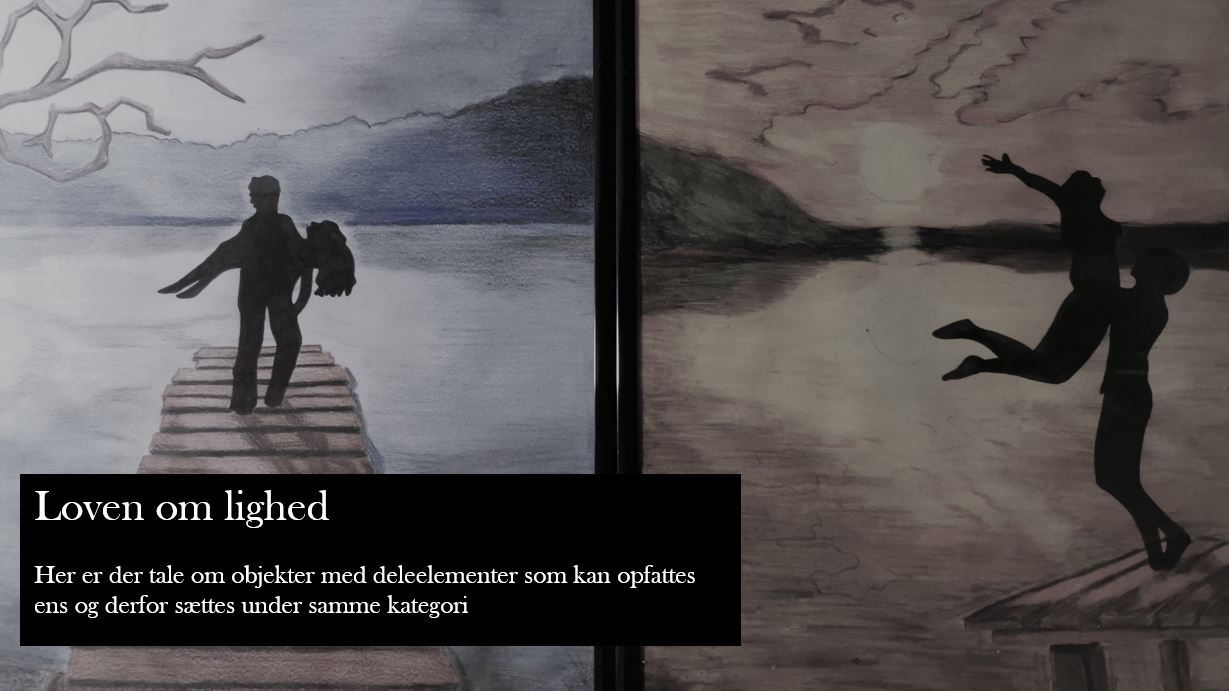 Loven om lighed
Her er der tale om objekter med deleelementer som kan opfattes
ens og derfor sættes under samme kategori